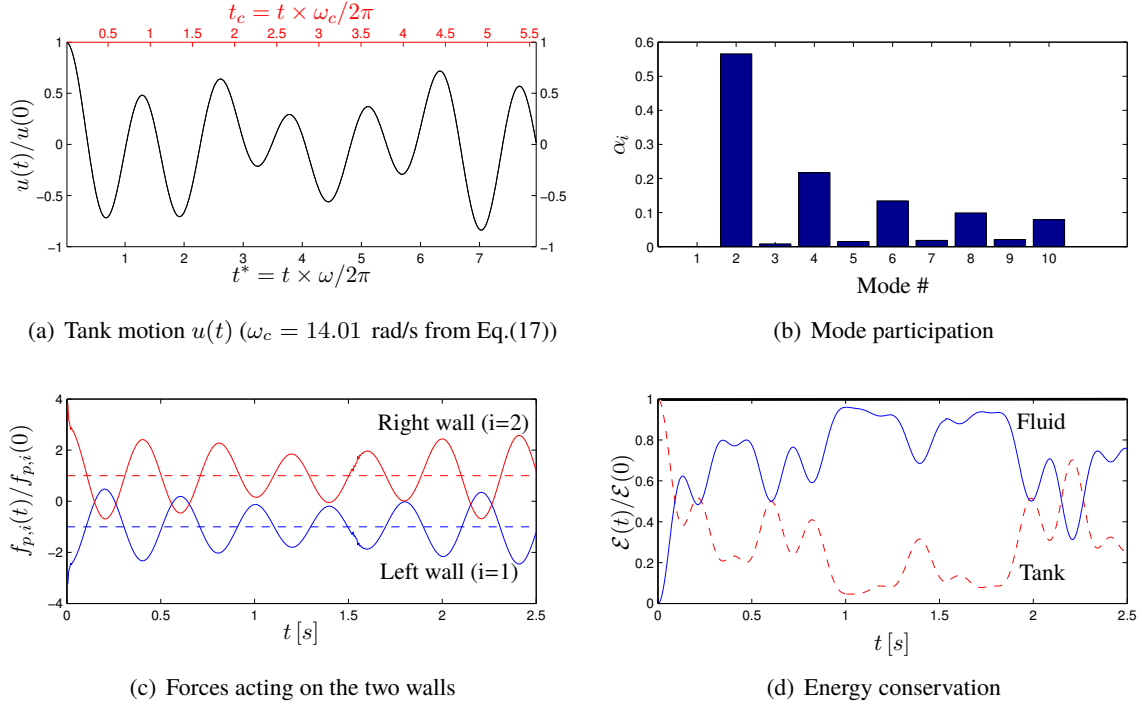 t_c = t × ω_c/2π
0.5 1 1.5 2 2.5 3 3.5 4 4.5 5 5.5
1 0.5 0 −0.5 −1
u(t)/u(0)
1 0.5 0 −0.5 −1
1 2 3 4 5 6 7
t* = t × ω/2π
(a) Tank motion u(t) (ω_c = 14.01 rad/s from Eq.(17))
0.6 0.5 0.4 0.3 0.2 0.1 0
α_i
1 2 3 4 5 6 7 8 9 10
Mode #
(b) Mode participation
4 2 0 −2 −4
f_{p,i}(t)/f_{p,i}(0)
Right wall (i=2)
Left wall (i=1)
0 0.5 1 1.5 2 2.5
t [s]
(c) Forces acting on the two walls
1 0.8 0.6 0.4 0.2 0
ℰ(t)/ℰ(0)
Fluid
Tank
0 0.5 1 1.5 2 2.5
t [s]
(d) Energy conservation